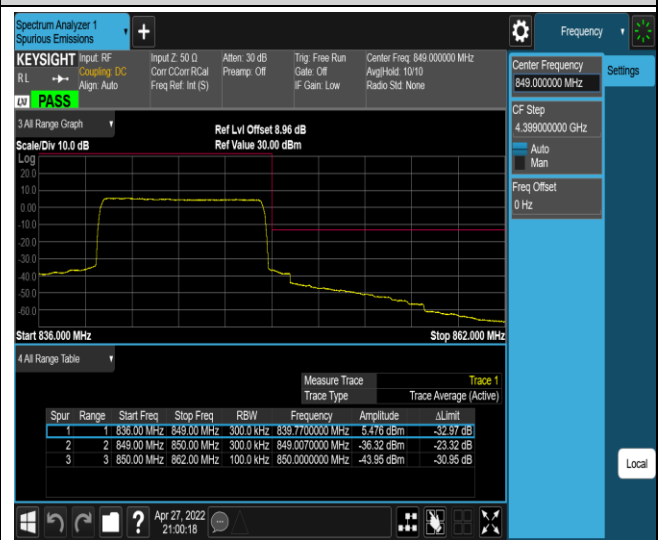 Spectrum Analyzer 1
Spurious Emissions
+
Frequency
KEYSIGHT Input: RF Input Z: 50 Ω Atten: 30 dB Trig: Free Run Center Freq: 849.000000 MHz
RL Coupling: DC Corr CCorr RCal Preamp: Off Gate: Off Avg|Hold: 10/10
Align: Auto Freq Ref: Int (S) IF Gain: Low Radio Std: None
LXI PASS
Center Frequency
849.000000 MHz
Settings
CF Step
4.399000000 GHz
Auto
Man
Freq Offset
0 Hz
3 All Range Graph
Ref Lvl Offset 8.96 dB
Scale/Div 10.0 dB Ref Value 30.00 dBm
Log
20.0
10.0
0.00
-10.0
-20.0
-30.0
-40.0
-50.0
-60.0
Start 836.000 MHz Stop 862.000 MHz
4 All Range Table
Measure Trace Trace 1
Trace Type Trace Average (Active)
Spur Range Start Freq Stop Freq RBW Frequency Amplitude ΔLimit
1 1 836.00 MHz 849.00 MHz 300.0 kHz 839.7700000 MHz 5.476 dBm -32.97 dB
2 2 849.00 MHz 850.00 MHz 300.0 kHz 849.0070000 MHz -36.32 dBm -23.32 dB
3 3 850.00 MHz 862.00 MHz 100.0 kHz 850.0000000 MHz -43.95 dBm -30.95 dB
Local
? Apr 27, 2022
21:00:18